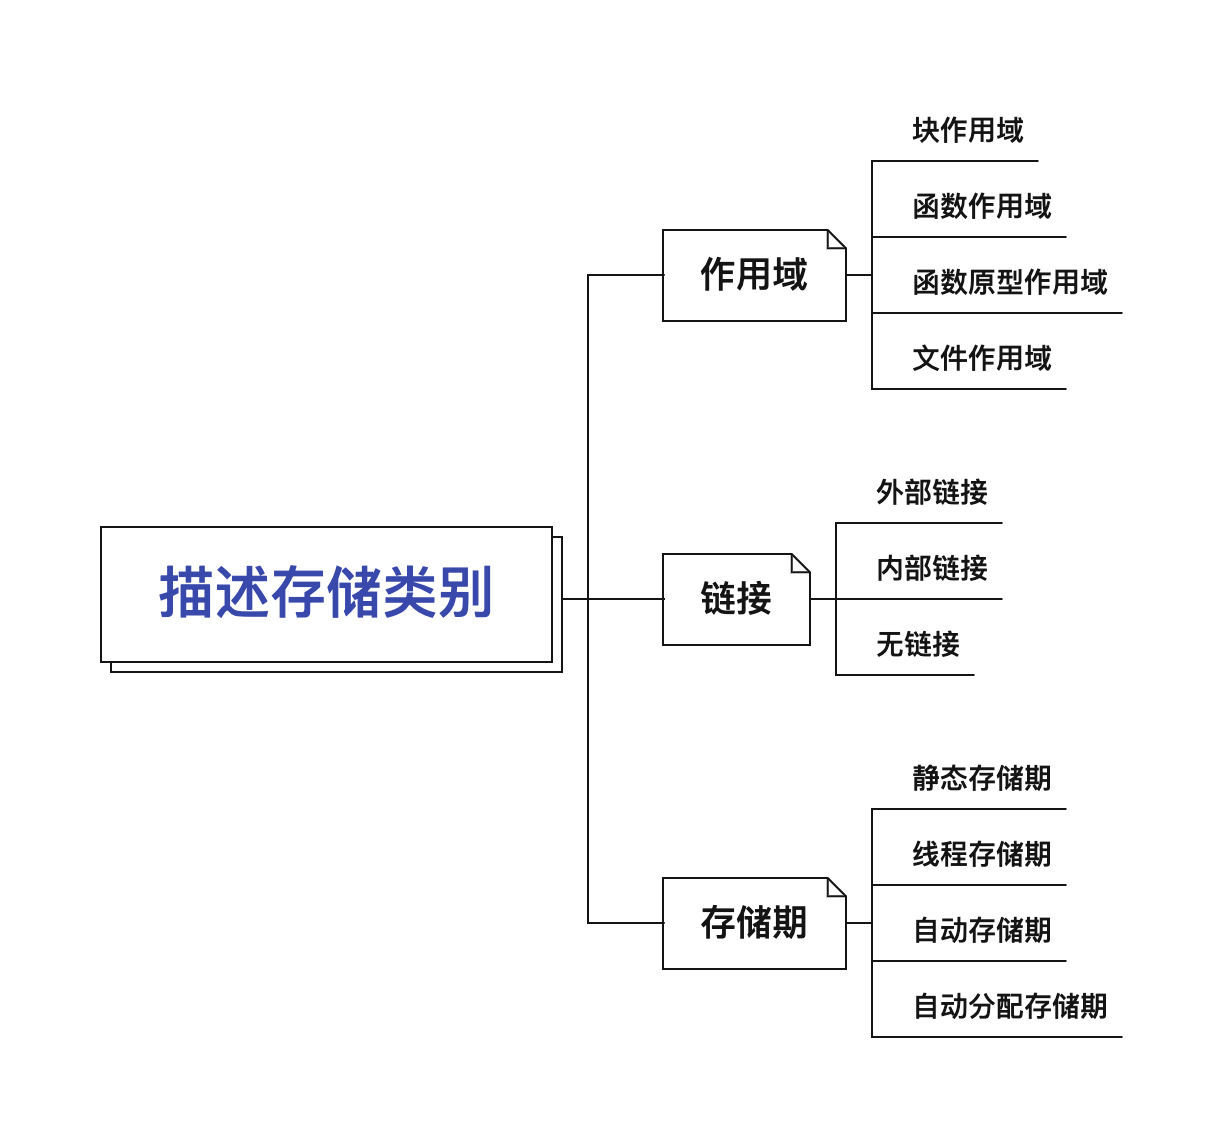 描述存储类别
作用域
块作用域
函数作用域
函数原型作用域
文件作用域
链接
外部链接
内部链接
无链接
存储期
静态存储期
线程存储期
自动存储期
自动分配存储期